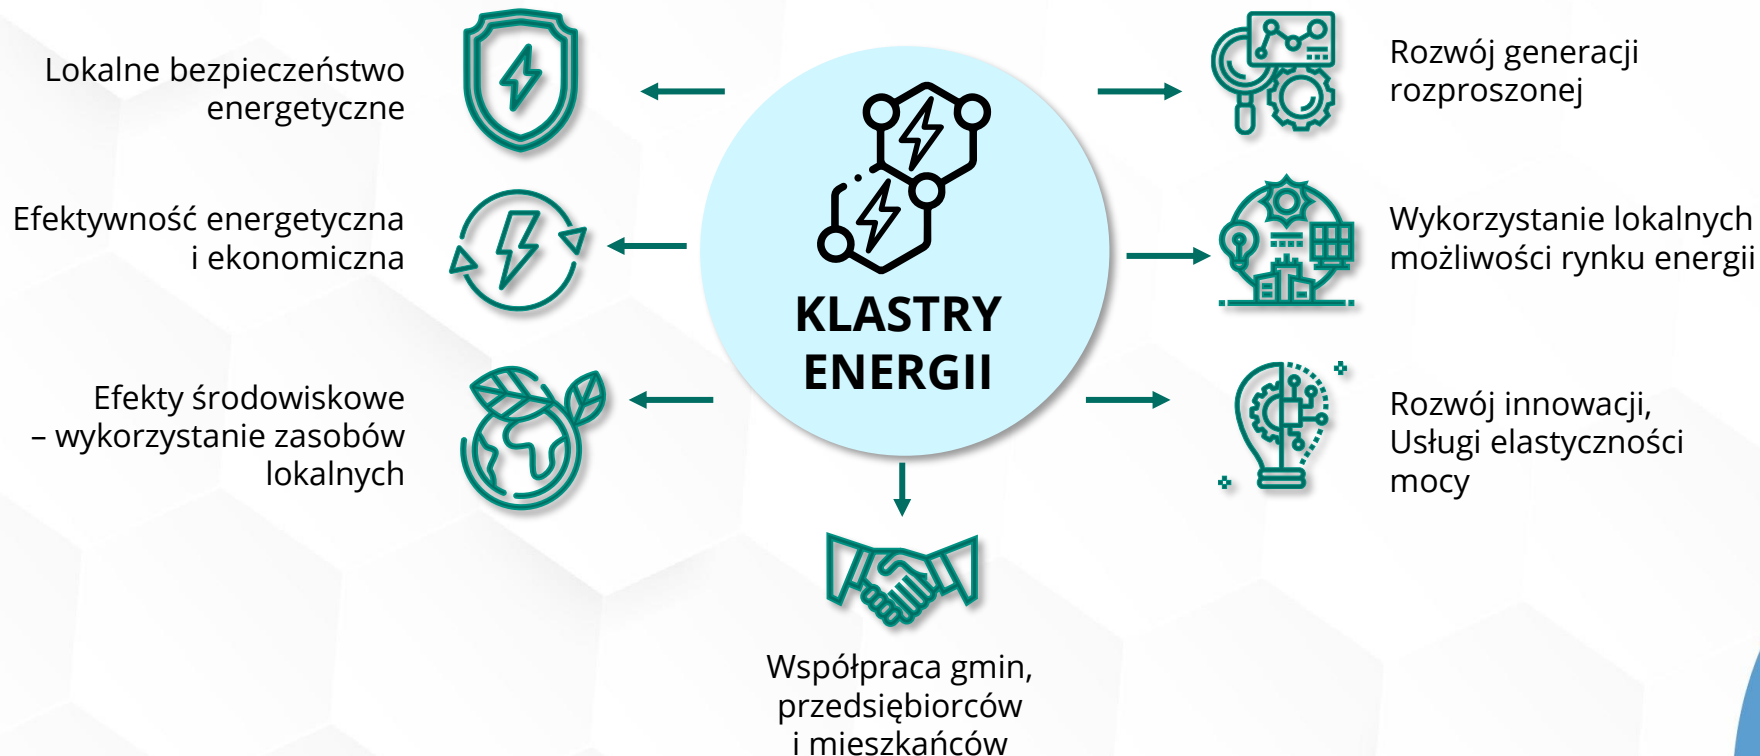 Lokalne bezpieczeństwo
energetyczne
Efektywność energetyczna
i ekonomiczna
Efekty środowiskowe
– wykorzystanie zasobów
lokalnych
KLASTRY
ENERGII
Rozwój generacji
rozproszonej
Wykorzystanie lokalnych
możliwości rynku energii
Rozwój innowacji,
Usługi elastyczności
mocy
Współpraca gmin,
przedsiębiorców
i mieszkańców